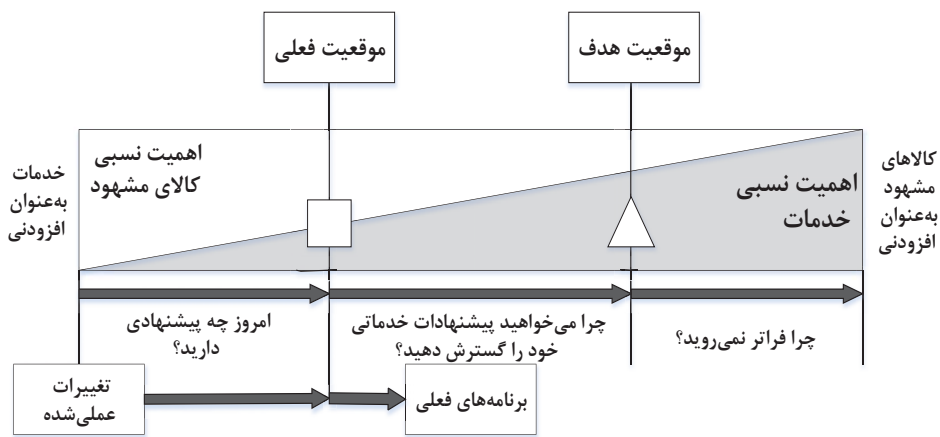 موقعیت هدف
موقعیت فعلی
کالاهای
مشهود
به‌عنوان
افزودنی
اهمیت نسبی
خدمات
اهمیت نسبی
کالای مشهود
خدمات
به‌عنوان
افزودنی
چرا فراتر نمی‌روید؟
چرا می‌خواهید پیشنهادات خدماتی
خود را گسترش دهید؟
امروز چه پیشنهادی
دارید؟
برنامه‌های فعلی
تغییرات
عملی‌شده